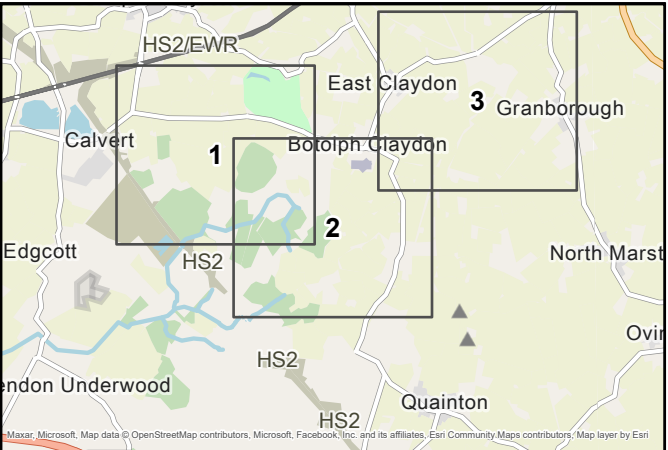 HS2/EWR
East Claydon
3
Granborough
Calvert
1
Botolph Claydon
2
Edgcott
HS2
North Marst
Ovir
HS2
endon Underwood
Quainton
HS2
Maxar, Microsoft, Map data © OpenStreetMap contributors, Microsoft, Facebook, Inc. and its affiliates, Esri Community Maps contributors, Map layer by Esri